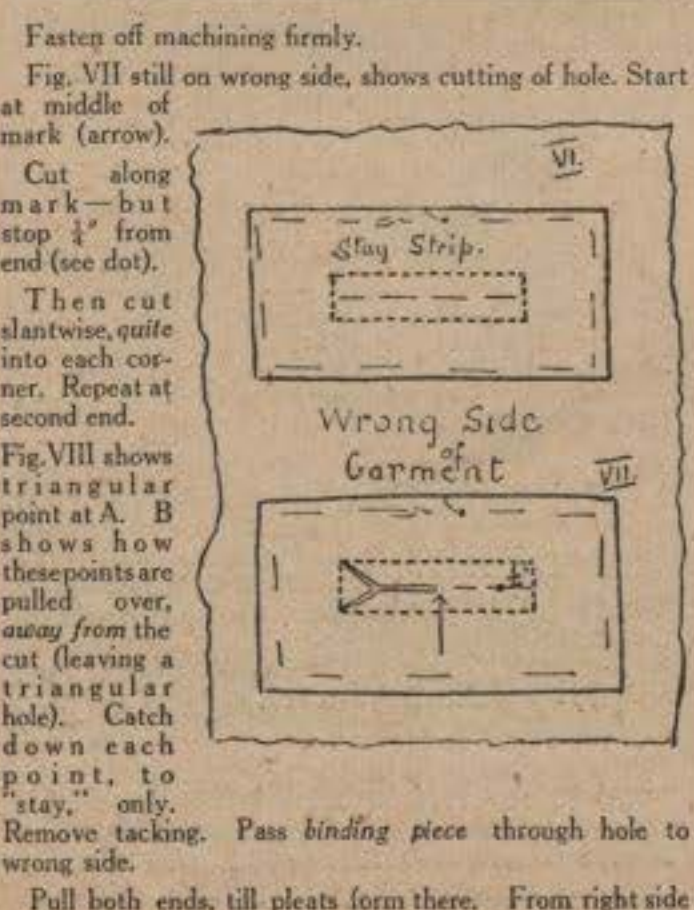 Fasten off machining firmly.
Fig. VII still on wrong side, shows cutting of hole. Start
at middle of
mark (arrow).
Cut along
mark—but
stop ¼" from
end (see dot).
Then cut
slantwise, quite
into each cor-
ner. Repeat at
second end.
Fig. VIII shows
triangular
point at A. B
shows how
these points are
pulled over,
away from the
cut (leaving a
triangular
hole). Catch
down each
point, to
"stay," only.
Remove tacking. Pass binding piece through hole to
wrong side.
Pull both ends, till pleats form there. From right side
VI.
Stay Strip.
Wrong Side
of
Garment
VII.
¼"